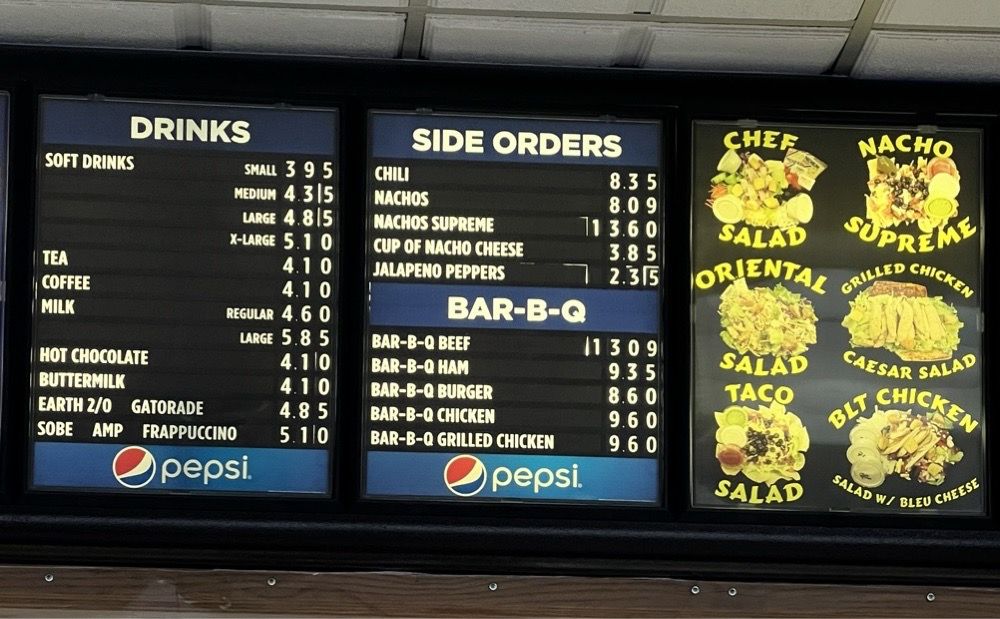 DRINKS
SOFT DRINKS SMALL 3 9 5
MEDIUM 4.3 5
LARGE 4.8 5
X-LARGE 5.1 0
TEA 4.1 0
COFFEE 4.1 0
MILK REGULAR 4.6 0
LARGE 5.8 5
HOT CHOCOLATE 4.1 0
BUTTERMILK 4.1 0
EARTH 2/0 GATORADE 4.8 5
SOBE AMP FRAPPUCCINO 5.1 0
pepsi
SIDE ORDERS
CHILI 8.3 5
NACHOS 8.0 9
NACHOS SUPREME 1 3 6 0
CUP OF NACHO CHEESE 3.8 5
JALAPENO PEPPERS 2.3 5
BAR-B-Q
BAR-B-Q BEEF 1 3 0 9
BAR-B-Q HAM 9.3 5
BAR-B-Q BURGER 8.6 0
BAR-B-Q CHICKEN 9.6 0
BAR-B-Q GRILLED CHICKEN 9.6 0
pepsi
CHEF
SALAD
NACHO
SUPREME
ORIENTAL
SALAD
GRILLED CHICKEN
CAESAR SALAD
TACO
SALAD
BLT CHICKEN
SALAD W/ BLEU CHEESE